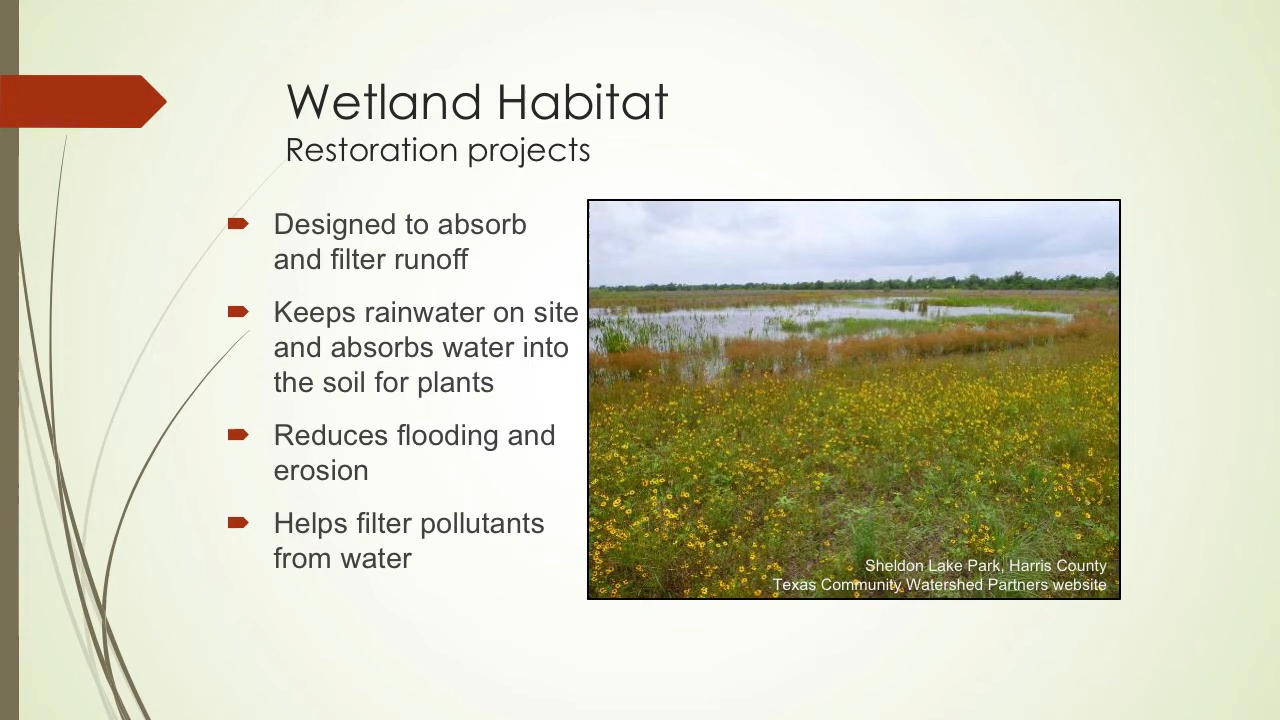 Wetland Habitat
Restoration projects
Designed to absorb
and filter runoff
Keeps rainwater on site
and absorbs water into
the soil for plants
Reduces flooding and
erosion
Helps filter pollutants
from water
Sheldon Lake Park, Harris County
Texas Community Watershed Partners website